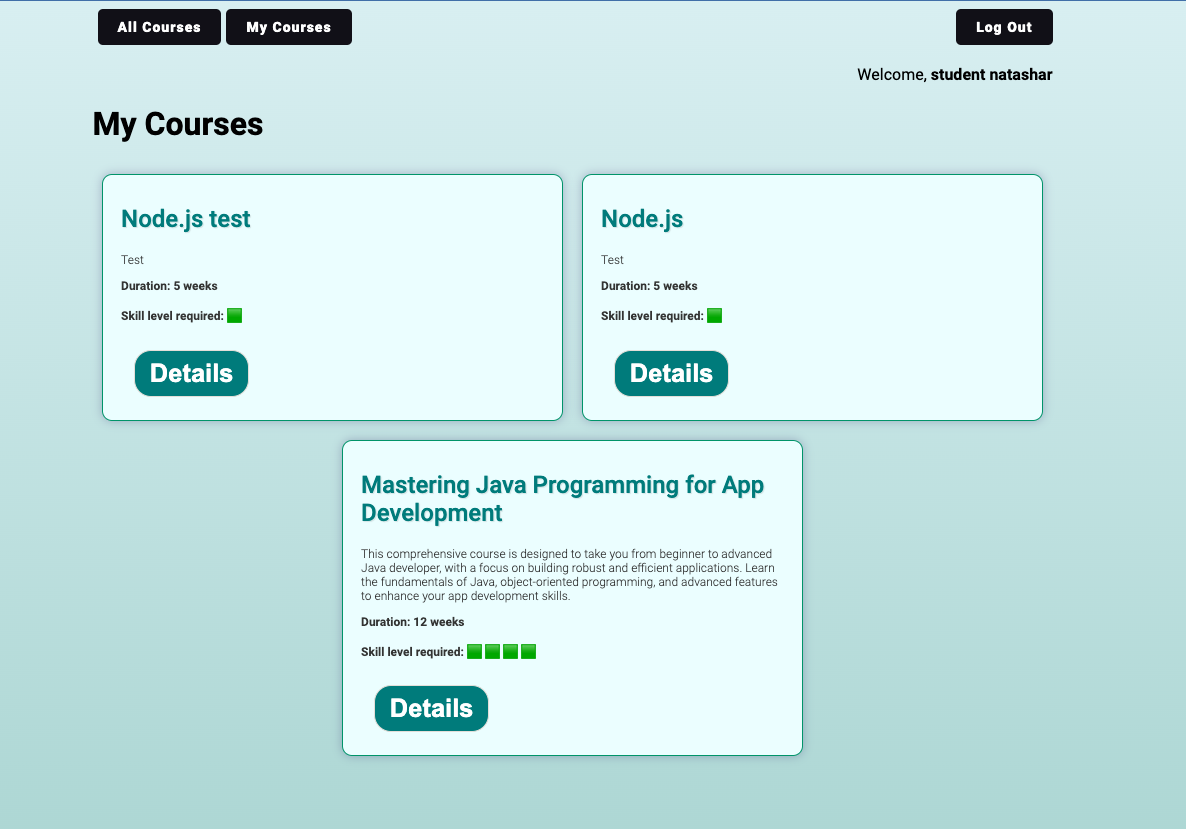 All Courses
My Courses
Log Out
Welcome, student natashar
My Courses
Node.js test
Test
Duration: 5 weeks
Skill level required:
Details
Node.js
Test
Duration: 5 weeks
Skill level required:
Details
Mastering Java Programming for App
Development
This comprehensive course is designed to take you from beginner to advanced
Java developer, with a focus on building robust and efficient applications. Learn
the fundamentals of Java, object-oriented programming, and advanced features
to enhance your app development skills.
Duration: 12 weeks
Skill level required:
Details